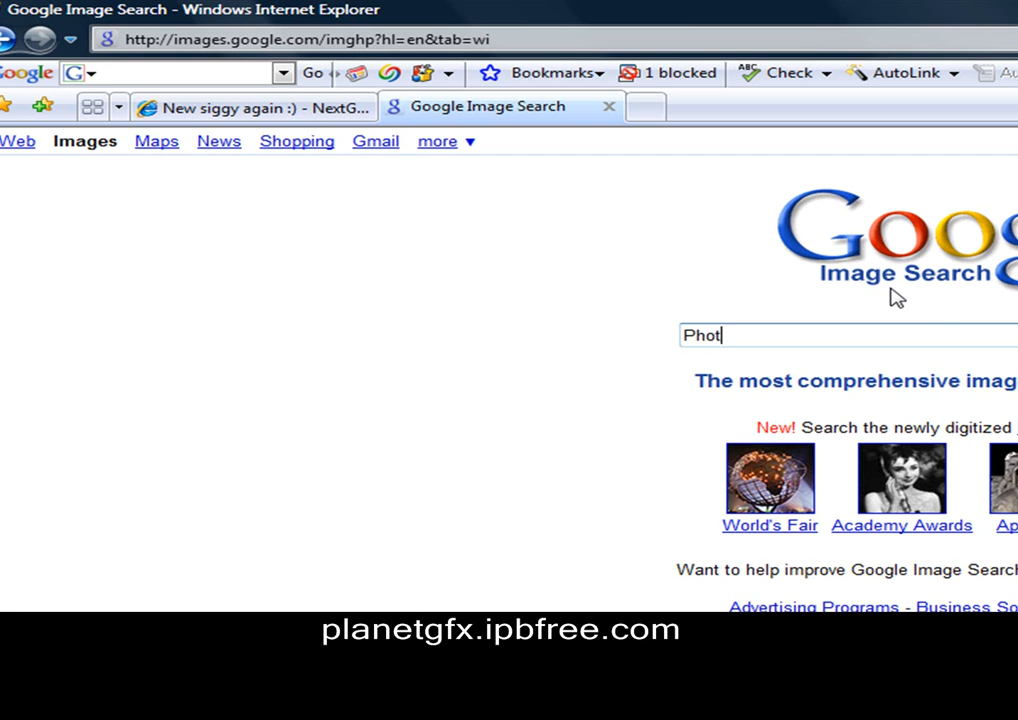 Google Image Search - Windows Internet Explorer
http://images.google.com/imghp?hl=en&tab=wi
Google G Go Bookmarks 1 blocked ABC Check AutoLink
New siggy again :) - NextG... Google Image Search
Web Images Maps News Shopping Gmail more
Goog
Image Search
Phot
The most comprehensive imag
New! Search the newly digitized
World's Fair Academy Awards Ap
Want to help improve Google Image Search
Advertising Programs - Business So
planetgfx.ipbfree.com